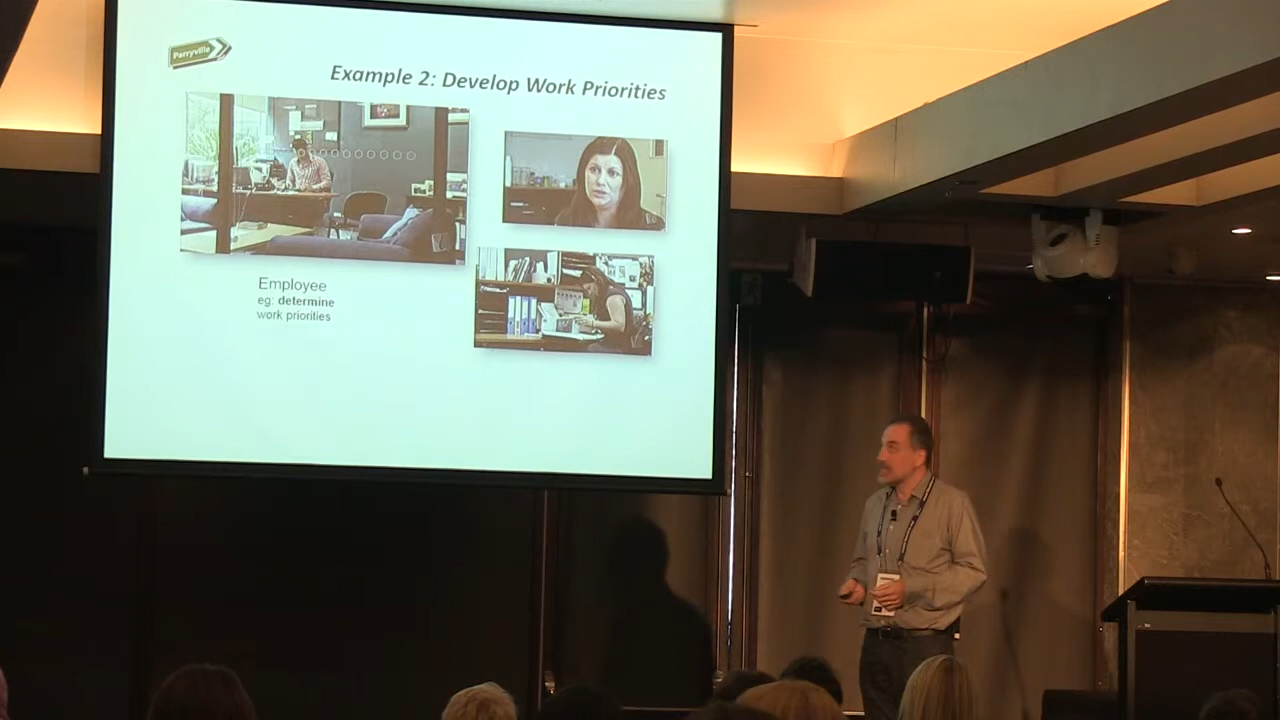 Parryville
Example 2: Develop Work Priorities
Employee
eg: determine
work priorities